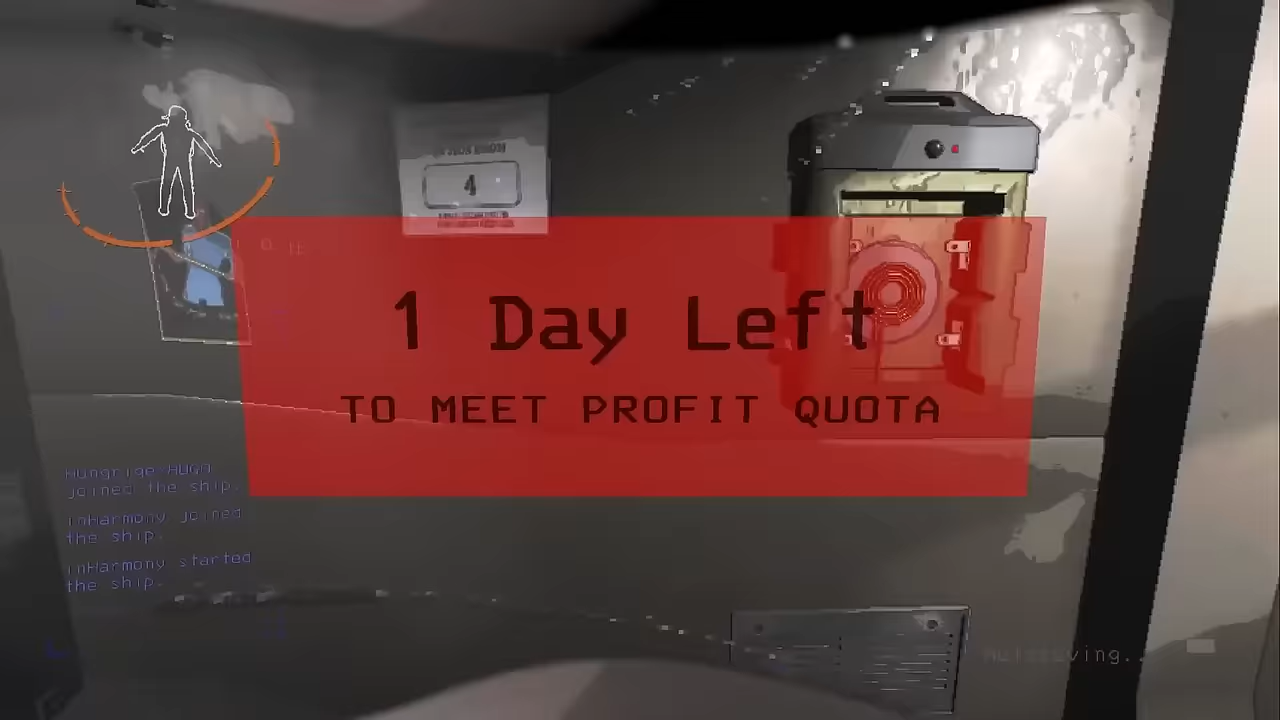 4
1 Day Left
TO MEET PROFIT QUOTA
joined the ship.
inHarmony joined
the ship.
inHarmony started
the ship.